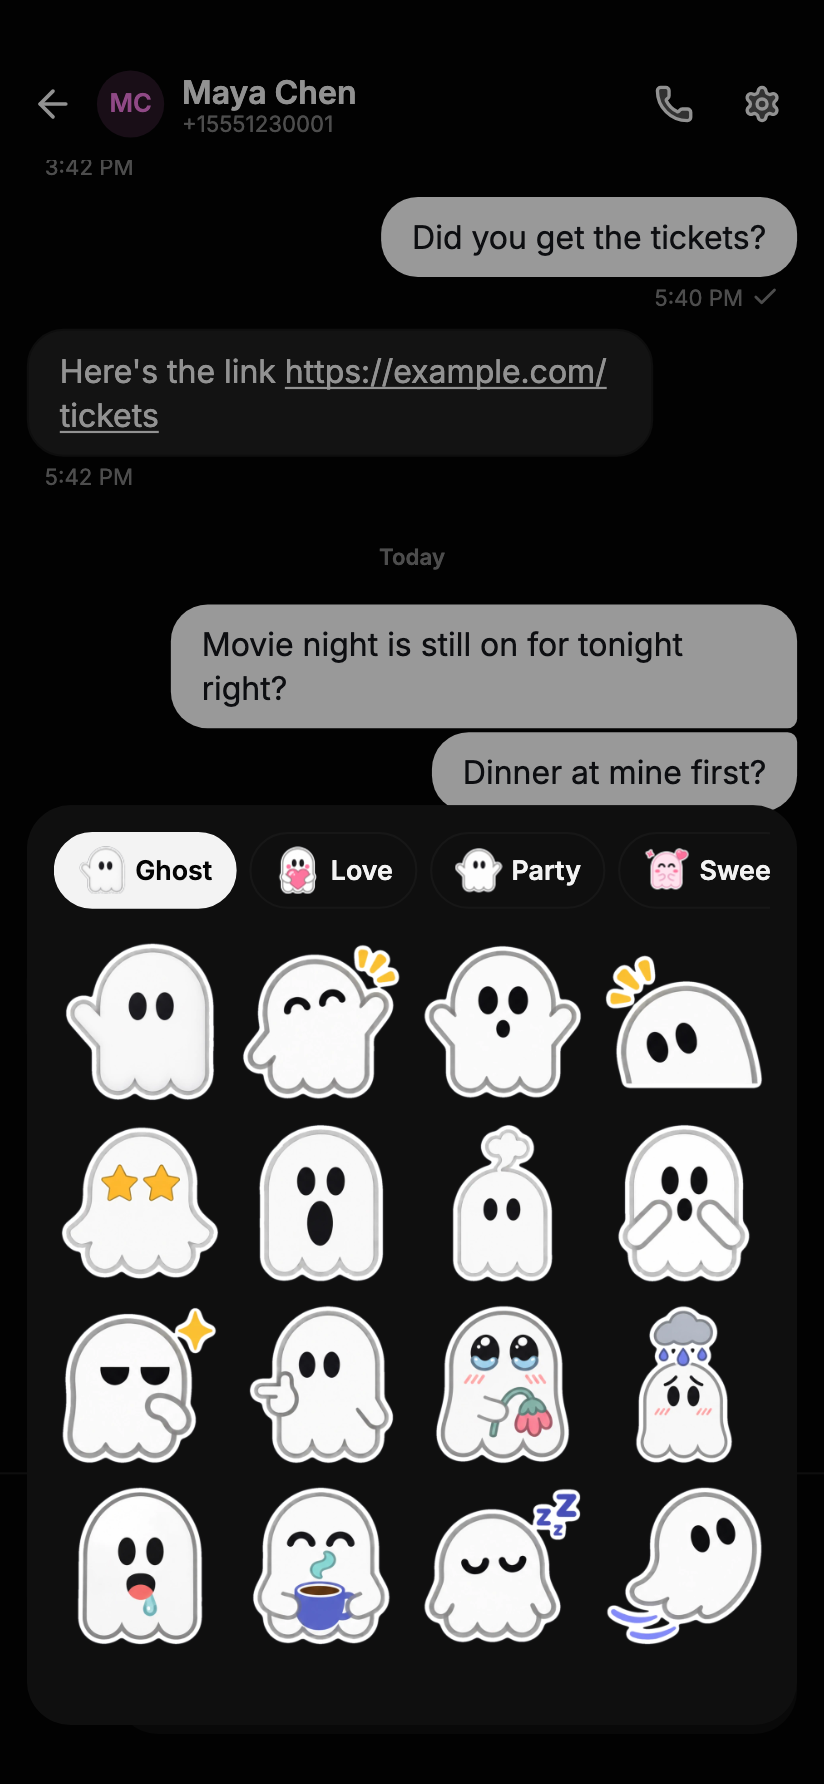 MC
Maya Chen
+15551230001
3:42 PM
Did you get the tickets?
5:40 PM
Here's the link https://example.com/
tickets
5:42 PM
Today
Movie night is still on for tonight
right?
Dinner at mine first?
Ghost
Love
Party
Swee
z z z